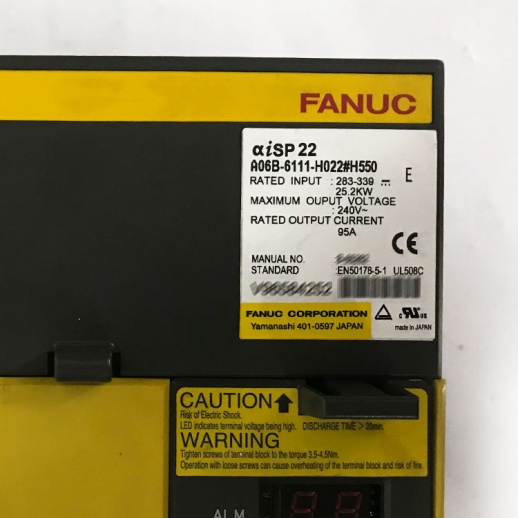 FANUC
αiSP 22
A06B-6111-H022#H550
RATED INPUT : 283-339 ⎓ E
25.2KW
MAXIMUM OUPUT VOLTAGE
: 240V~
RATED OUTPUT CURRENT
95A
CE
MANUAL NO.
STANDARD :EN50178-5-1 UL508C
V98584252
FANUC CORPORATION
Yamanashi 401-0597 JAPAN
c RU us
made in JAPAN
CAUTION
Risk of Electric Shock.
LED indicates terminal voltage being high. DISCHARGE TIME > 20min.
WARNING
Tighten screws of terminal block to the torque 3.5-4.5Nm.
Operation with loose screws can cause overheating of the terminal block and risk of fire.
ALM